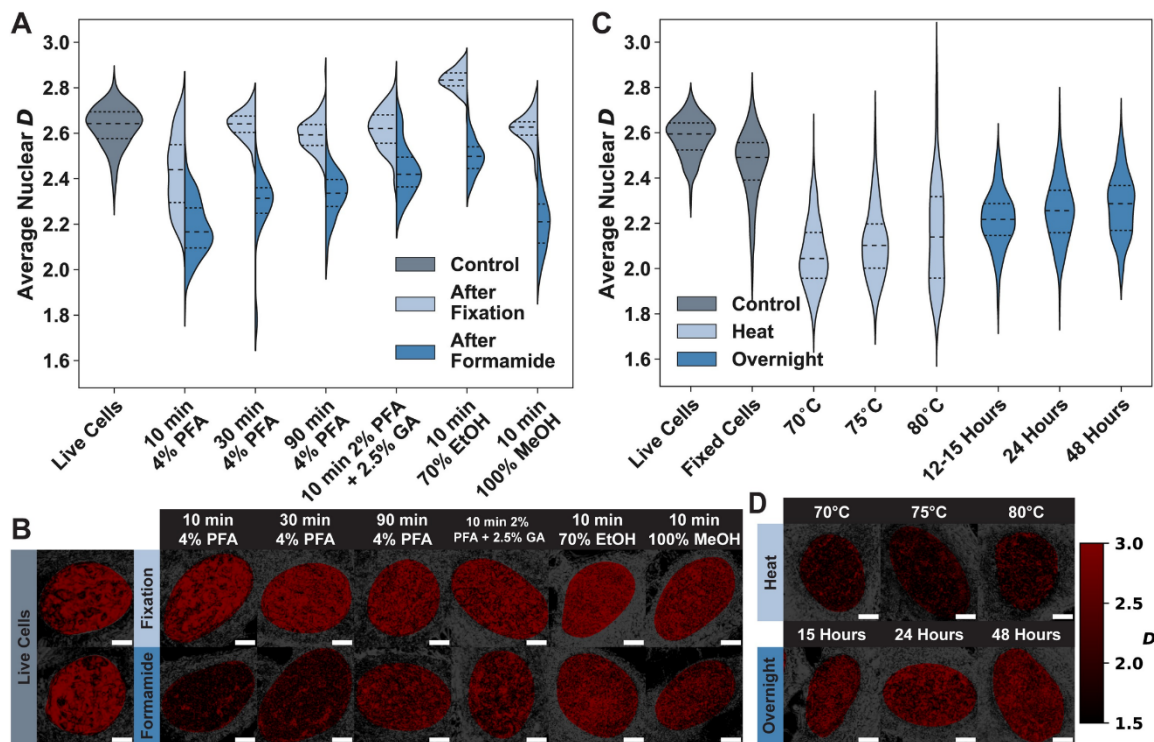 A
Average Nuclear D
3.0
2.8
2.6
2.4
2.2
2.0
1.8
1.6
Control
After
Fixation
After
Formamide
Live Cells
10 min
4% PFA
30 min
4% PFA
90 min
4% PFA
10 min 2% PFA
+ 2.5% GA
10 min
70% EtOH
10 min
100% MeOH
C
Average Nuclear D
3.0
2.8
2.6
2.4
2.2
2.0
1.8
1.6
Control
Heat
Overnight
Live Cells
Fixed Cells
70°C
75°C
80°C
12-15 Hours
24 Hours
48 Hours
B
Live Cells
Fixation
Formamide
10 min
4% PFA
30 min
4% PFA
90 min
4% PFA
10 min 2%
PFA + 2.5% GA
10 min
70% EtOH
10 min
100% MeOH
D
Heat
70°C 75°C 80°C
Overnight
15 Hours 24 Hours 48 Hours
3.0
2.5
2.0
1.5
D